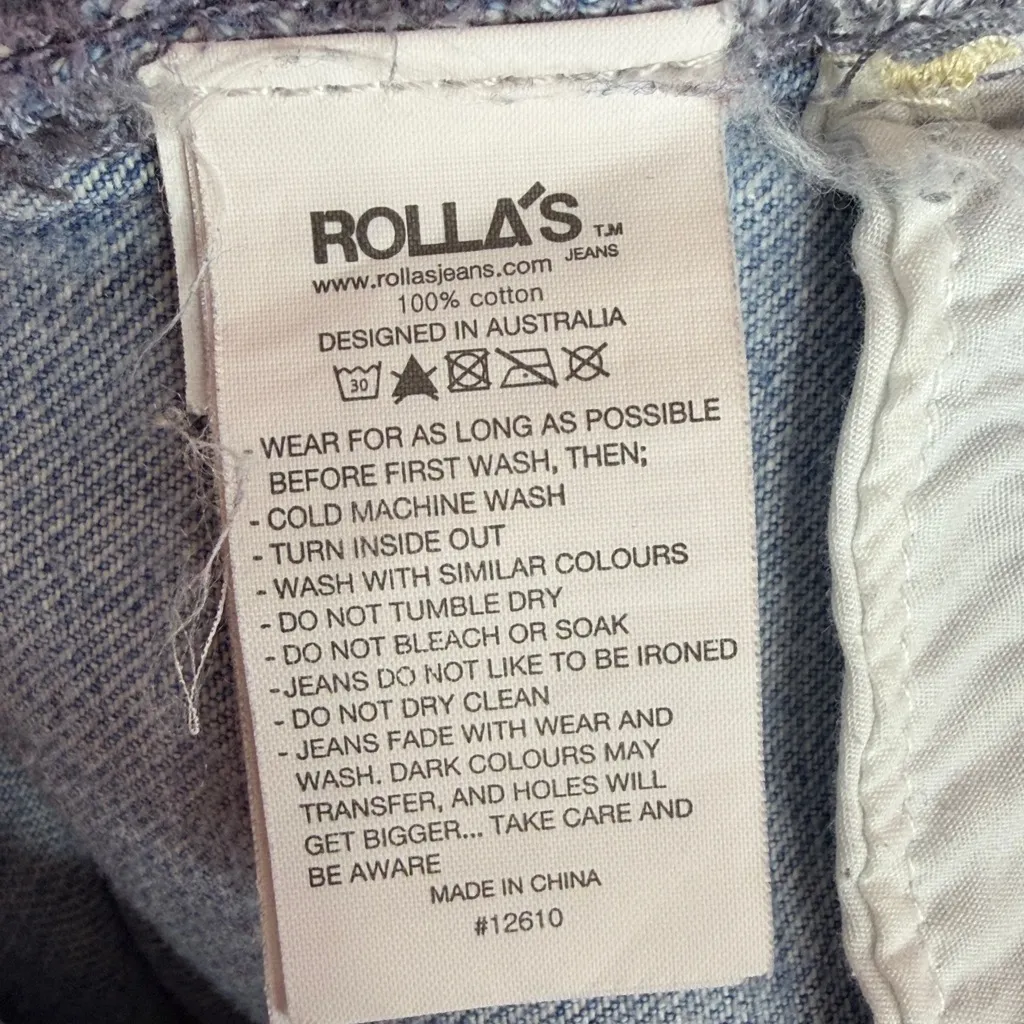 ROLLA'S T.M
JEANS
www.rollasjeans.com
100% cotton
DESIGNED IN AUSTRALIA
30
- WEAR FOR AS LONG AS POSSIBLE
BEFORE FIRST WASH, THEN;
- COLD MACHINE WASH
- TURN INSIDE OUT
- WASH WITH SIMILAR COLOURS
- DO NOT TUMBLE DRY
- DO NOT BLEACH OR SOAK
-JEANS DO NOT LIKE TO BE IRONED
- DO NOT DRY CLEAN
- JEANS FADE WITH WEAR AND
WASH. DARK COLOURS MAY
TRANSFER, AND HOLES WILL
GET BIGGER... TAKE CARE AND
BE AWARE
MADE IN CHINA
#12610